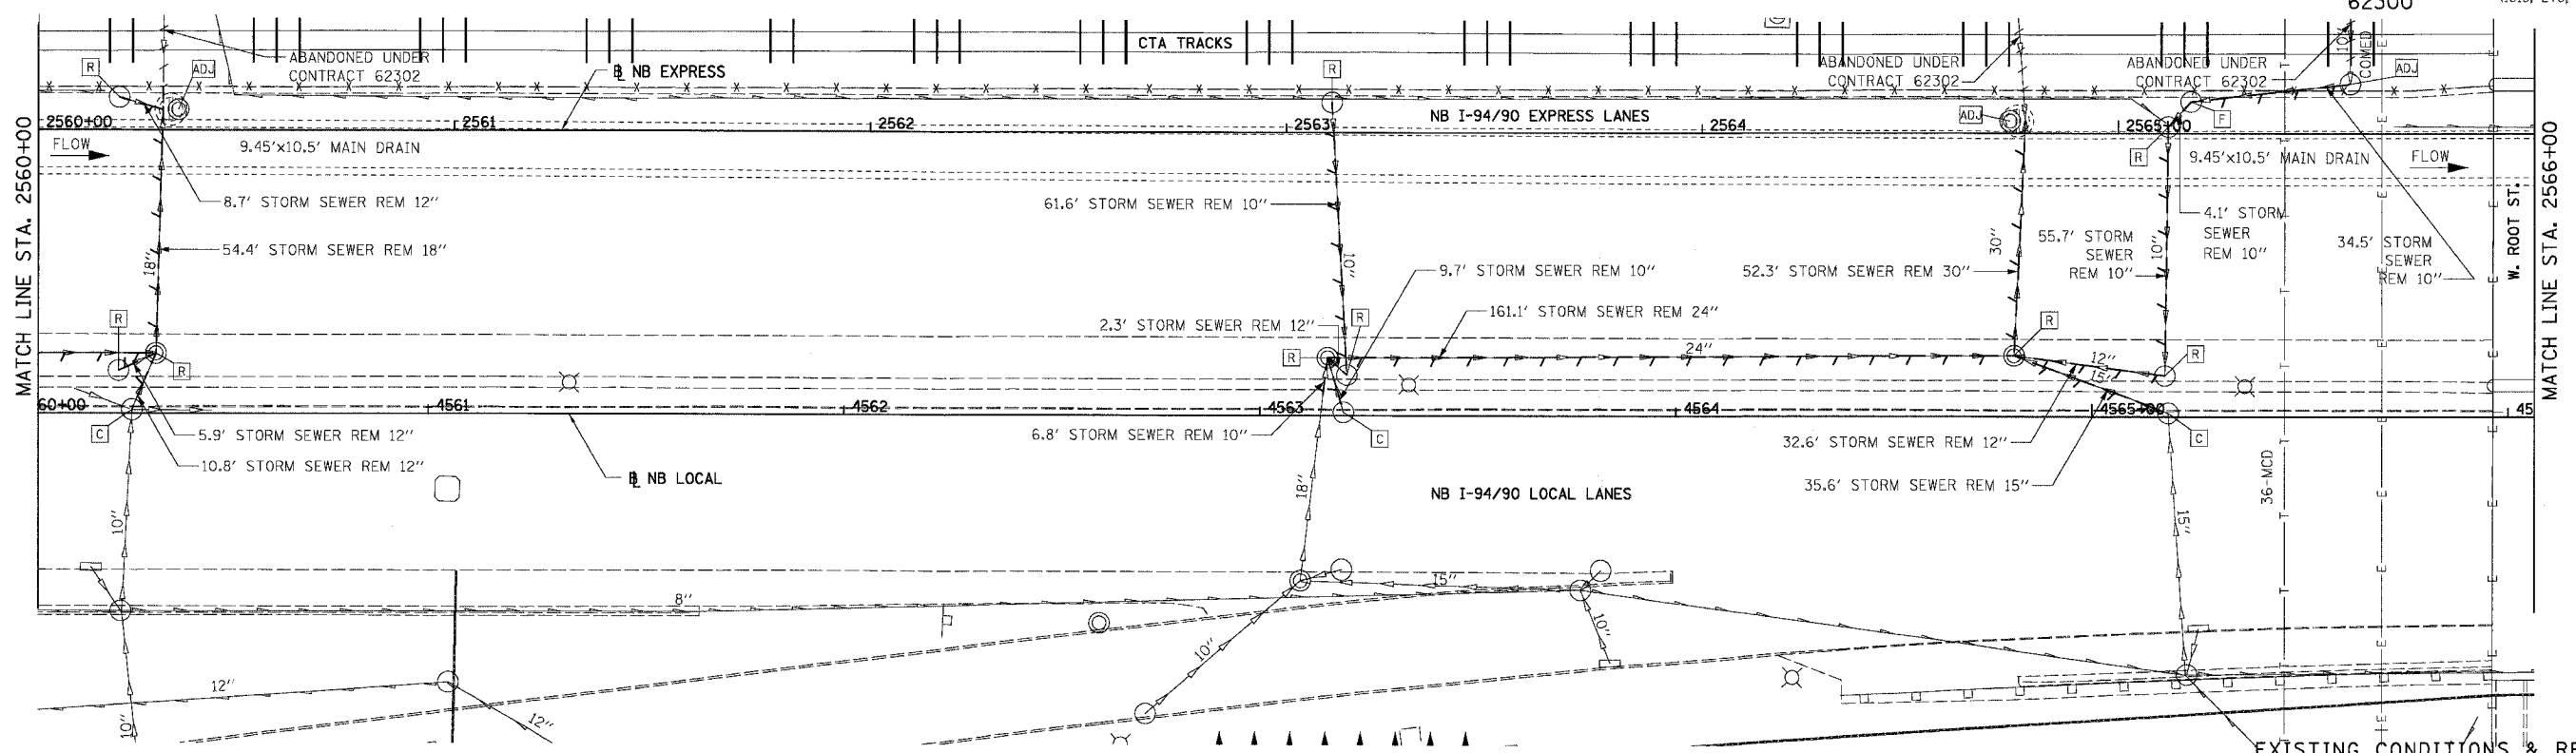 62300
CTA TRACKS
ABANDONED UNDER
CONTRACT 62302
ADJ
R
℄ NB EXPRESS
R
ABANDONED UNDER
CONTRACT 62302
ABANDONED UNDER
CONTRACT 62302
10"
COMED
ADJ
MATCH LINE STA. 2560+00
2560+00
2561
2562
2563
NB I-94/90 EXPRESS LANES
2564
ADJ
2565+00
F
R
FLOW
9.45'x10.5' MAIN DRAIN
9.45'x10.5' MAIN DRAIN
FLOW
MATCH LINE STA. 2566+00
W. ROOT ST.
8.7' STORM SEWER REM 12"
61.6' STORM SEWER REM 10"
4.1' STORM
SEWER
REM 10"
54.4' STORM SEWER REM 18"
18"
10"
30"
55.7' STORM
SEWER
REM 10"
10"
34.5' STORM
SEWER
REM 10"
9.7' STORM SEWER REM 10"
52.3' STORM SEWER REM 30"
161.1' STORM SEWER REM 24"
2.3' STORM SEWER REM 12"
R
R
R
R
24"
R
R
12"
15"
60+00
4561
4562
4563
4564
4565+00
45
C
5.9' STORM SEWER REM 12"
6.8' STORM SEWER REM 10"
C
32.6' STORM SEWER REM 12"
C
10.8' STORM SEWER REM 12"
℄ NB LOCAL
18"
NB I-94/90 LOCAL LANES
35.6' STORM SEWER REM 15"
36-MCD
10"
15"
15"
8"
10"
10"
12"
12"
10"
EXISTING CONDITIONS &